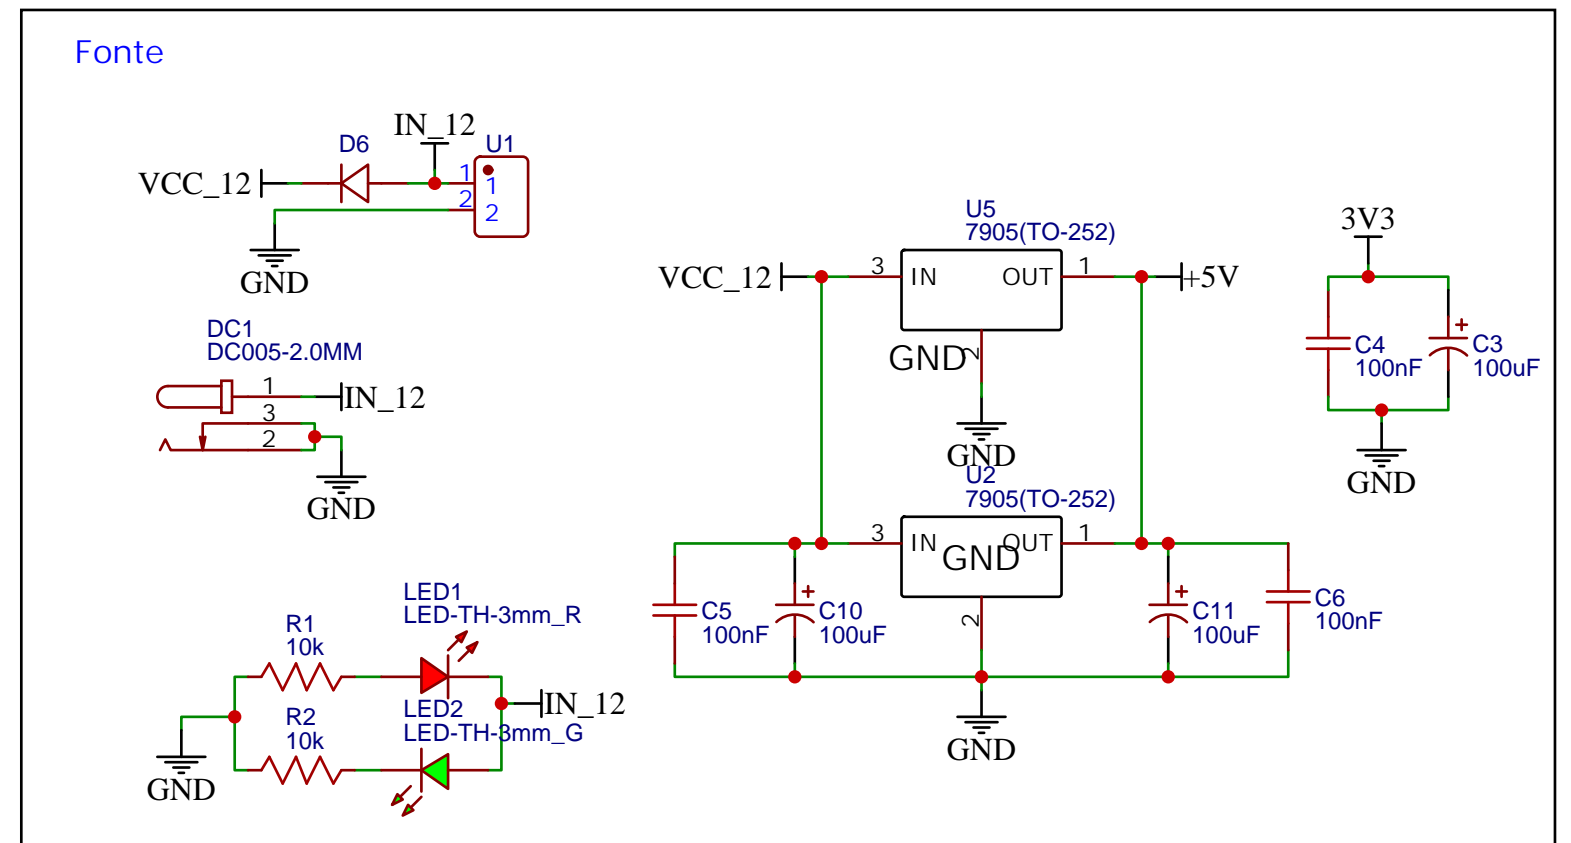 Fonte
IN_12
D6
U1
VCC_12
1
1
2
2
GND
DC1
DC005-2.0MM
1
IN_12
3
2
GND
LED1
LED-TH-3mm_R
R1
10k
LED2
LED-TH-3mm_G
IN_12
R2
10k
GND
U5
7905(TO-252)
VCC_12
3
IN
OUT
1
+5V
GND
2
GND
U2
7905(TO-252)
3
IN
GND
OUT
1
2
C5
100nF
+
C10
100uF
+
C11
100uF
C6
100nF
GND
3V3
C4
100nF
+
C3
100uF
GND